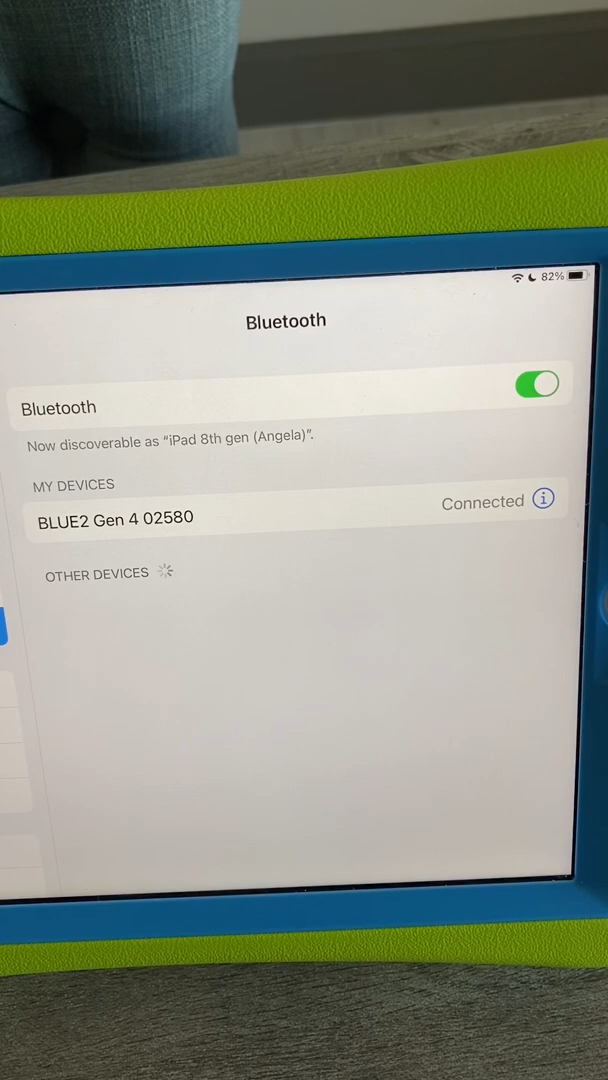 82%
Bluetooth
Bluetooth
Now discoverable as “iPad 8th gen (Angela)”.
MY DEVICES
BLUE2 Gen 4 02580 Connected
OTHER DEVICES